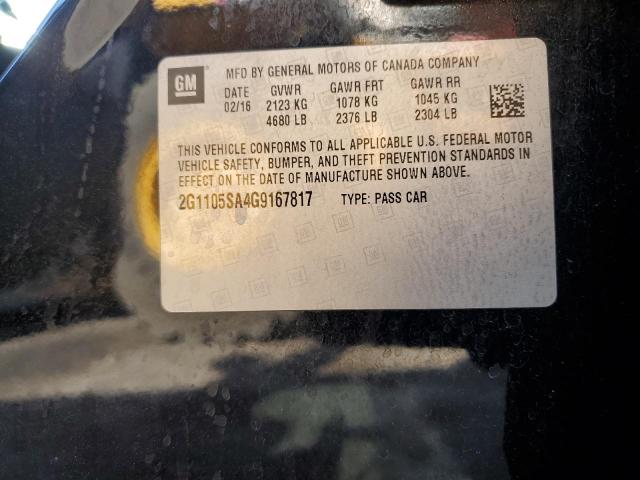 GM MFD BY GENERAL MOTORS OF CANADA COMPANY
DATE GVWR GAWR FRT GAWR RR
02/16 2123 KG 1078 KG 1045 KG
4680 LB 2376 LB 2304 LB
THIS VEHICLE CONFORMS TO ALL APPLICABLE U.S. FEDERAL MOTOR
VEHICLE SAFETY, BUMPER, AND THEFT PREVENTION STANDARDS IN
EFFECT ON THE DATE OF MANUFACTURE SHOWN ABOVE.
2G1105SA4G9167817 TYPE: PASS CAR